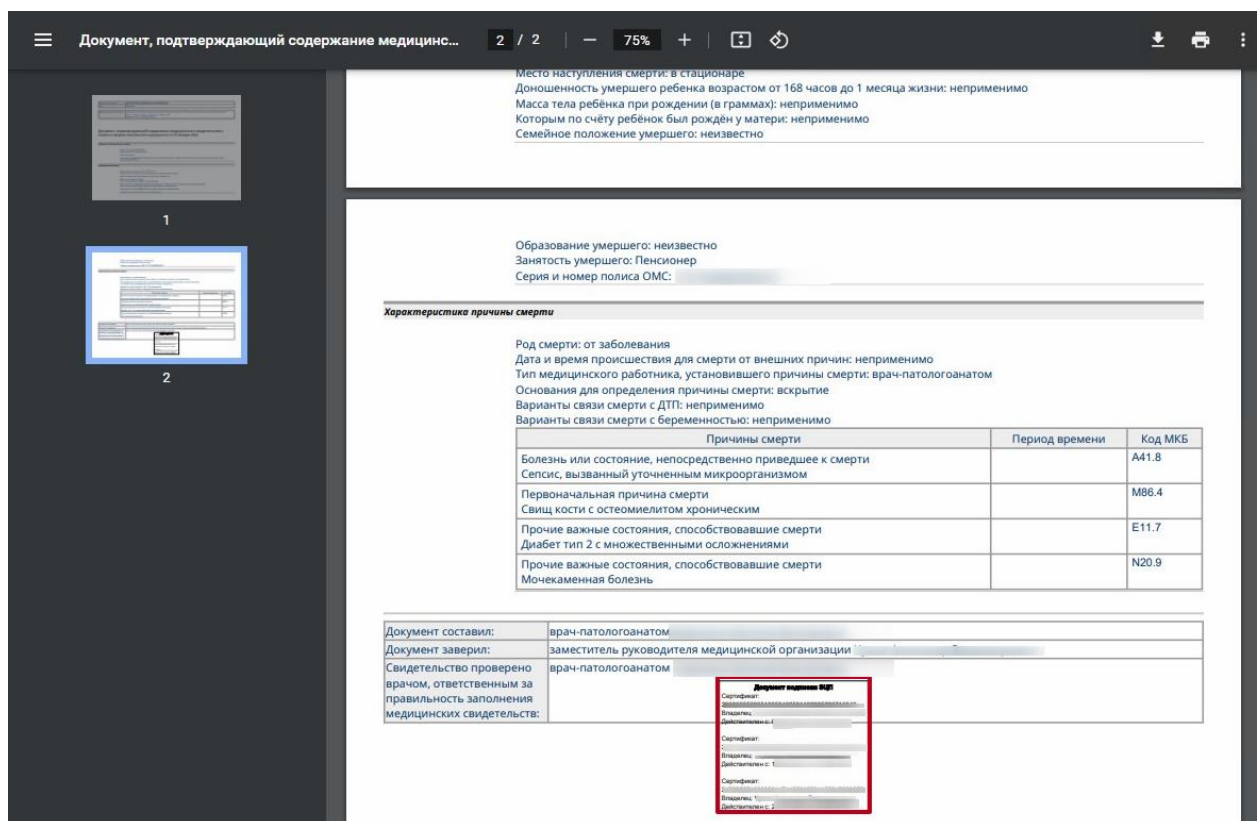 Документ, подтверждающий содержание медицинс...
2 / 2
75%
Место наступления смерти: в стационаре
Доношенность умершего ребенка возрастом от 168 часов до 1 месяца жизни: неприменимо
Масса тела ребёнка при рождении (в граммах): неприменимо
Которым по счёту ребёнок был рождён у матери: неприменимо
Семейное положение умершего: неизвестно
1
2
Образование умершего: неизвестно
Занятость умершего: Пенсионер
Серия и номер полиса ОМС:
Характеристика причины смерти
Род смерти: от заболевания
Дата и время происшествия для смерти от внешних причин: неприменимо
Тип медицинского работника, установившего причины смерти: врач-патологоанатом
Основания для определения причины смерти: вскрытие
Варианты связи смерти с ДТП: неприменимо
Варианты связи смерти с беременностью: неприменимо
Причины смерти Период времени Код МКБ
Болезнь или состояние, непосредственно приведшее к смерти A41.8
Сепсис, вызванный уточненным микроорганизмом
Первоначальная причина смерти M86.4
Свищ кости с остеомиелитом хроническим
Прочие важные состояния, способствовавшие смерти E11.7
Диабет тип 2 с множественными осложнениями
Прочие важные состояния, способствовавшие смерти N20.9
Мочекаменная болезнь
Документ составил: врач-патологоанатом
Документ заверил: заместитель руководителя медицинской организации
Свидетельство проверено врач-патологоанатом
врачом, ответственным за
правильность заполнения
медицинских свидетельств:
Документ подписан ЭЦП
Сертификат:
Владелец:
Действителен с:
Сертификат:
Владелец:
Действителен с: 1
Сертификат:
Владелец:
Действителен с: 2